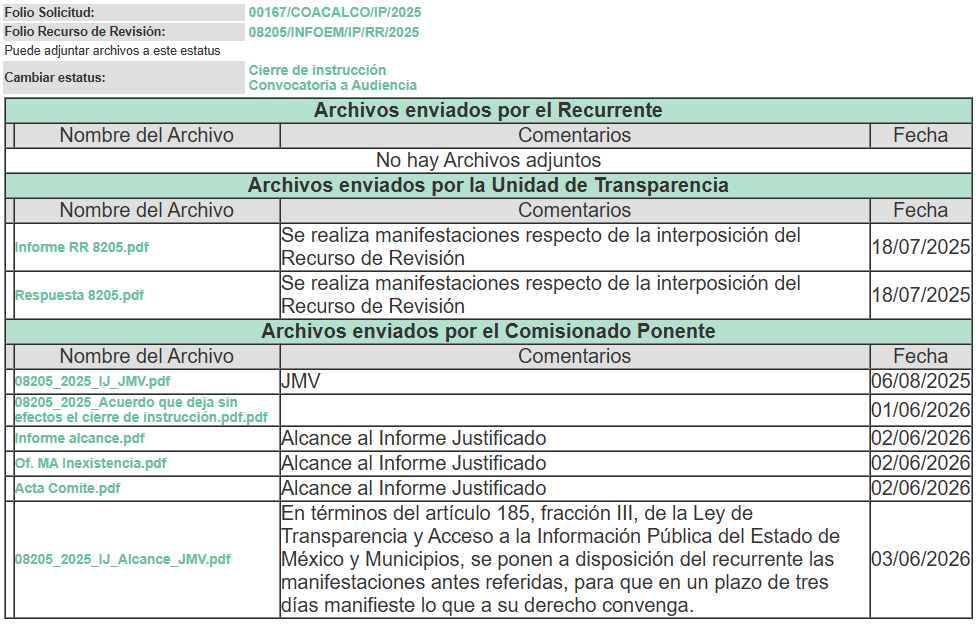 Folio Solicitud: 00167/COACALCO/IP/2025
Folio Recurso de Revisión: 08205/INFOEM/IP/RR/2025
Puede adjuntar archivos a este estatus
Cambiar estatus: Cierre de instrucción
Convocatoria a Audiencia
Archivos enviados por el Recurrente
Nombre del Archivo Comentarios Fecha
No hay Archivos adjuntos
Archivos enviados por la Unidad de Transparencia
Nombre del Archivo Comentarios Fecha
Informe RR 8205.pdf Se realiza manifestaciones respecto de la interposición del 18/07/2025
Recurso de Revisión
Respuesta 8205.pdf Se realiza manifestaciones respecto de la interposición del 18/07/2025
Recurso de Revisión
Archivos enviados por el Comisionado Ponente
Nombre del Archivo Comentarios Fecha
08205_2025_IJ_JMV.pdf JMV 06/08/2025
08205_2025_Acuerdo que deja sin
efectos el cierre de instrucción.pdf.pdf 01/06/2026
Informe alcance.pdf Alcance al Informe Justificado 02/06/2026
Of. MA Inexistencia.pdf Alcance al Informe Justificado 02/06/2026
Acta Comite.pdf Alcance al Informe Justificado 02/06/2026
08205_2025_IJ_Alcance_JMV.pdf En términos del artículo 185, fracción III, de la Ley de
Transparencia y Acceso a la Información Pública del Estado de
México y Municipios, se ponen a disposición del recurrente las 03/06/2026
manifestaciones antes referidas, para que en un plazo de tres
días manifieste lo que a su derecho convenga.